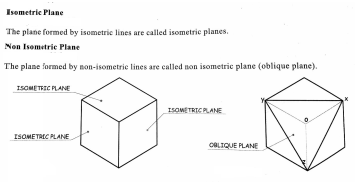 Isometric Plane
The plane formed by isometric lines are called isometric planes.
Non Isometric Plane
The plane formed by non-isometric lines are called non isometric plane (oblique plane).
ISOMETRIC PLANE
ISOMETRIC PLANE
ISOMETRIC PLANE
Y
X
O
OBLIQUE PLANE
Z